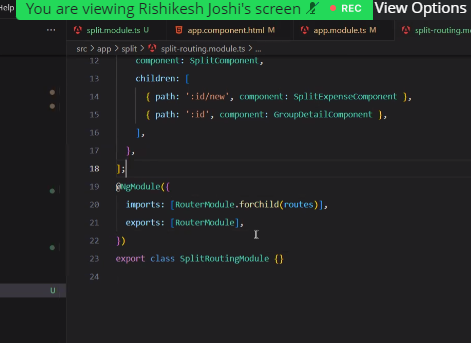 Help
You are viewing Rishikesh Joshi's screen
REC
View Options
split.module.ts U
app.component.html M
app.module.ts M
split-routing.mo
src > app > split > split-routing.module.ts > ...
12 component: SplitComponent,
13 children: [
14 { path: ':id/new', component: SplitExpenseComponent },
15 { path: ':id', component: GroupDetailComponent },
16 ],
17 },
18 ];
19 @NgModule({
20 imports: [RouterModule.forChild(routes)],
21 exports: [RouterModule],
22 })
23 export class SplitRoutingModule {}
24
U